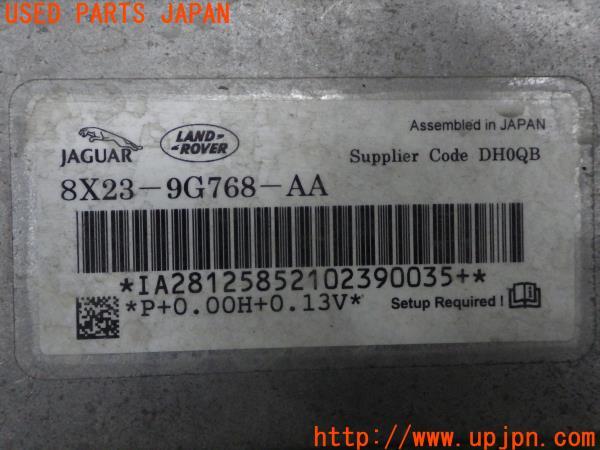 USED PARTS JAPAN
JAGUAR
LAND-
ROVER
Assembled in JAPAN
Supplier Code DH0QB
8X23-9G768-AA
*IA28125852102390035+*
*P+0.00H+0.13V*
Setup Required !
https://www.upjpn.com/